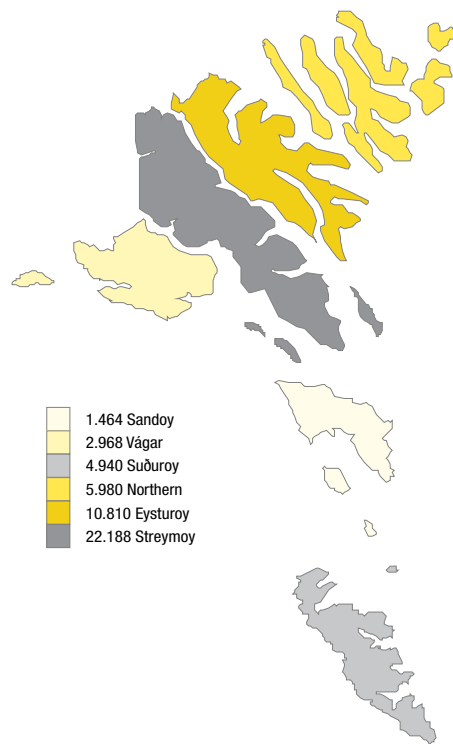 1.464 Sandoy
2.968 Vágar
4.940 Suðuroy
5.980 Northern
10.810 Eysturoy
22.188 Streymoy